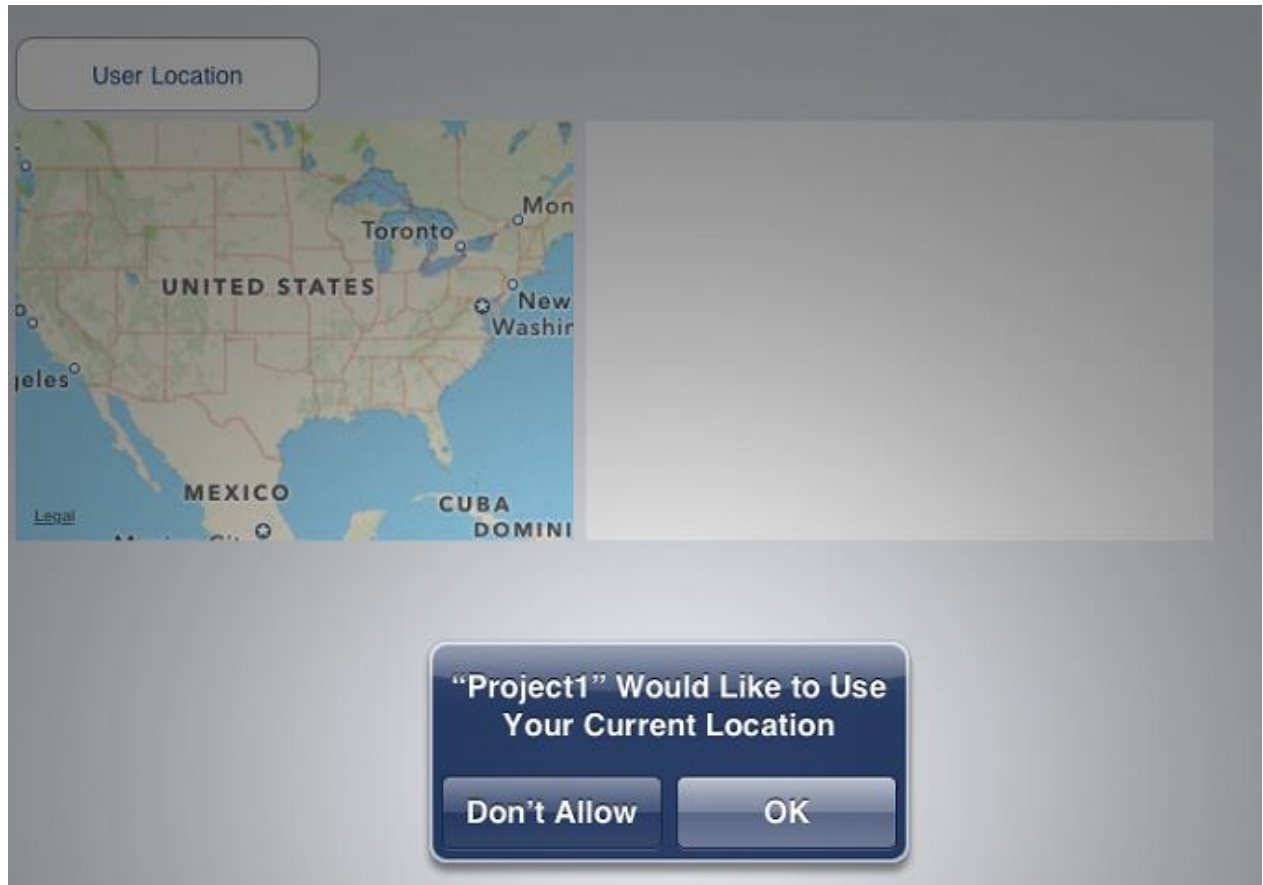 User Location
Mon
Toronto
UNITED STATES
New
Washin
geles
MEXICO
Legal
CUBA
DOMINI
“Project1” Would Like to Use
Your Current Location
Don’t Allow
OK